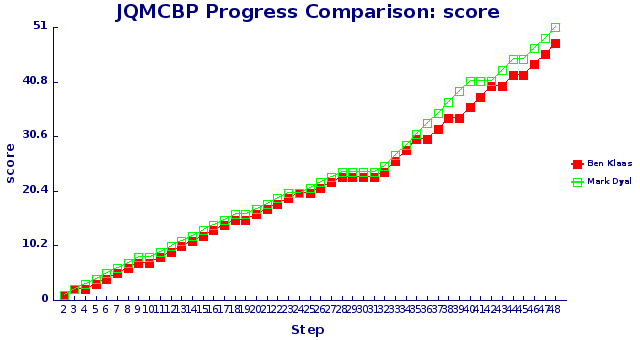 JQMCBP Progress Comparison: score
51
40.8
30.6
20.4
10.2
0
score
2 3 4 5 6 7 8 9 10 11 12 13 14 15 16 17 18 19 20 21 22 23 24 25 26 27 28 29 30 31 32 33 34 35 36 37 38 39 40 41 42 43 44 45 46 47 48
Step
Ben Klaas
Mark Dyal